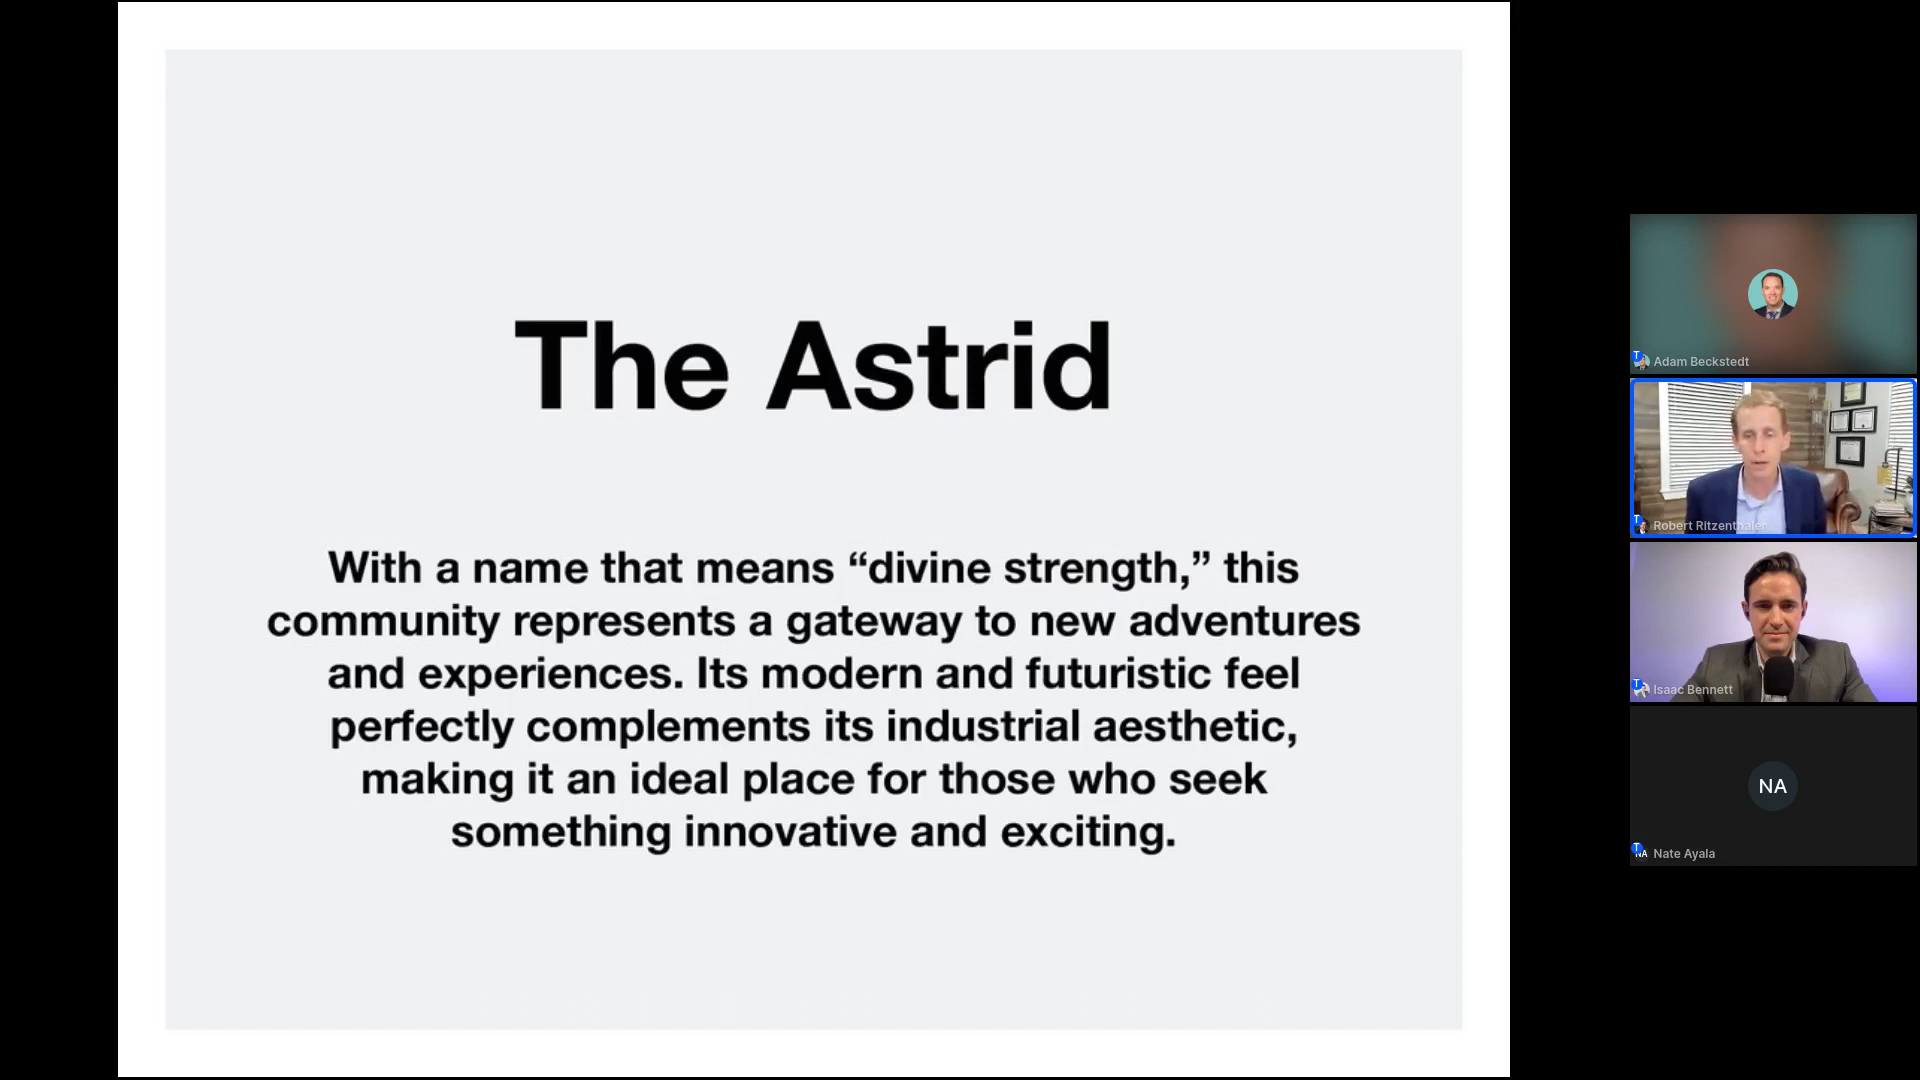 The Astrid
With a name that means “divine strength,” this
community represents a gateway to new adventures
and experiences. Its modern and futuristic feel
perfectly complements its industrial aesthetic,
making it an ideal place for those who seek
something innovative and exciting.
Adam Beckstedt
Robert Ritzenthaler
Isaac Bennett
NA
Nate Ayala